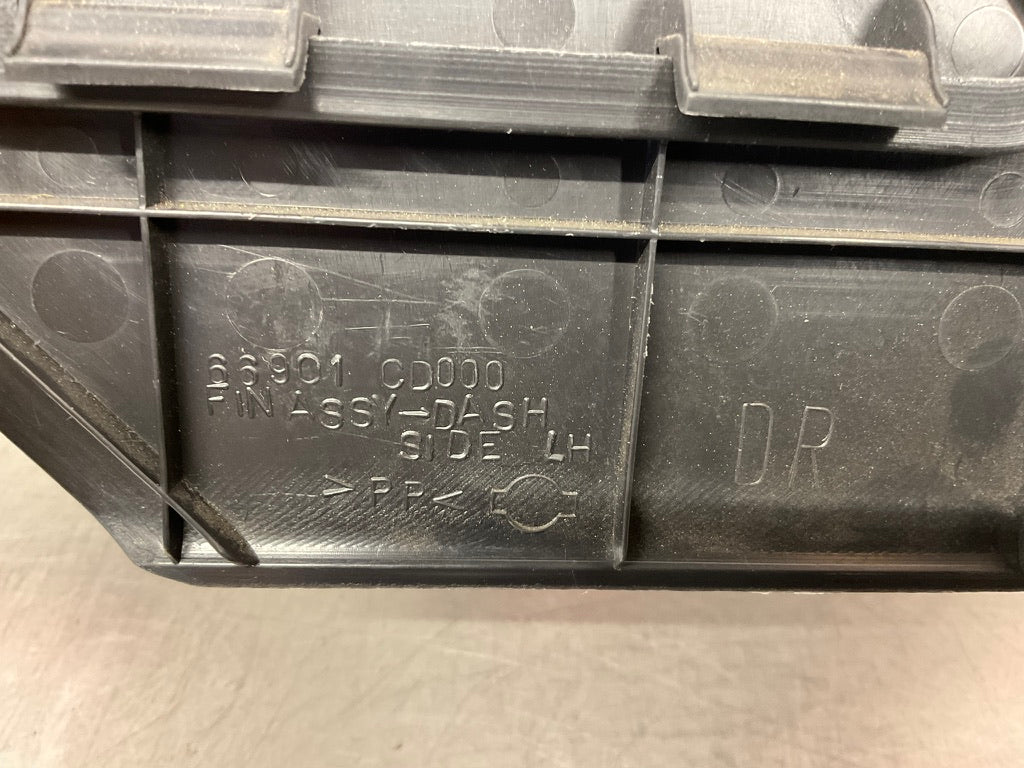 66901 CD000
FIN ASSY-DASH
SIDE LH
>PP<
DR